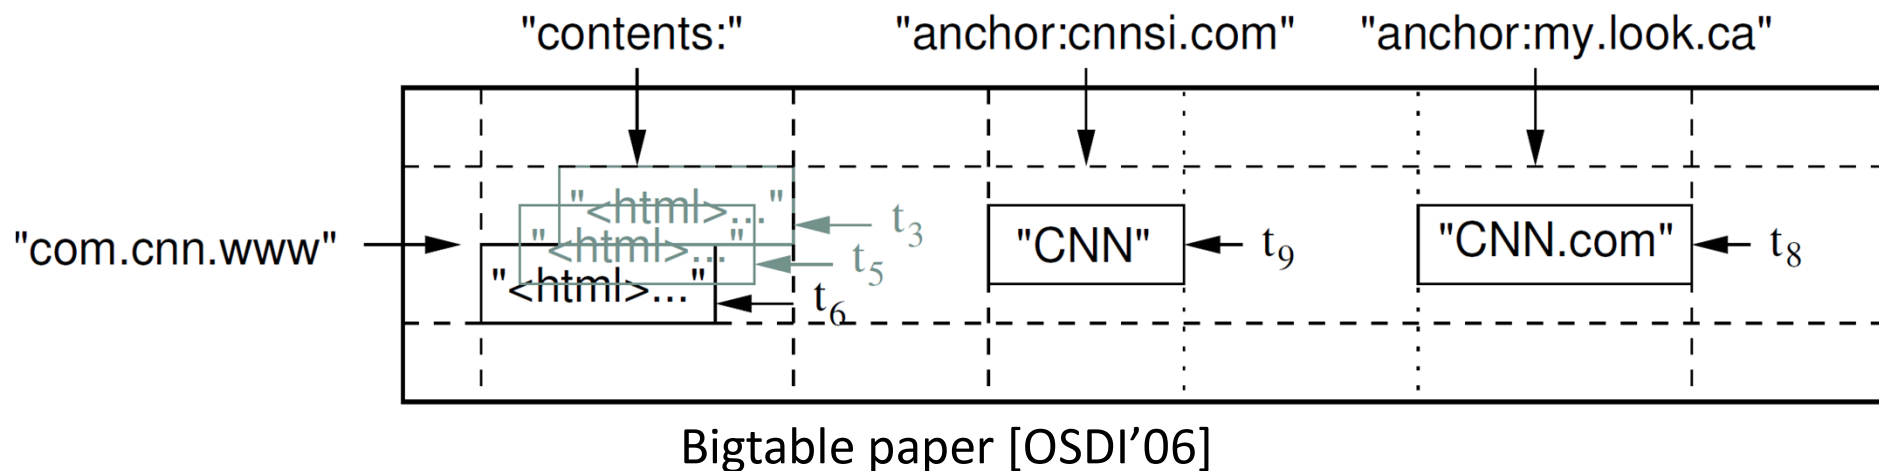 "contents:" "anchor:cnnsi.com" "anchor:my.look.ca"
"<html>..." t3
"com.cnn.www" "<html>..." t5 "CNN" t9 "CNN.com" t8
"<html>..." t6
Bigtable paper [OSDI’06]